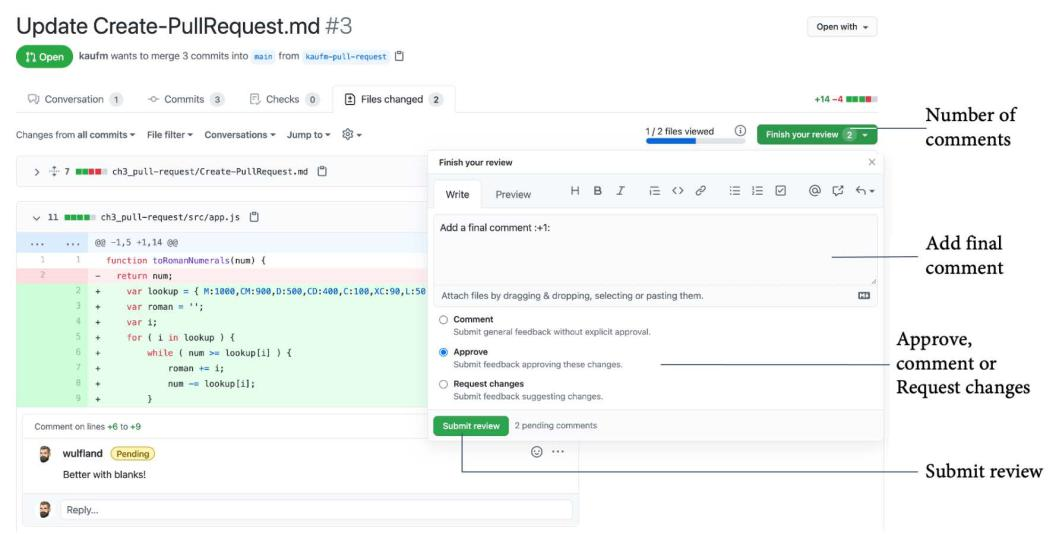 Update Create-PullRequest.md #3
Open with
Open kaufm wants to merge 3 commits into main from kaufm-pull-request
Conversation 1 Commits 3 Checks 0 Files changed 2
+14 −4
Changes from all commits File filter Conversations Jump to
1 / 2 files viewed
Finish your review 2
Number of
comments
7 ch3_pull-request/Create-PullRequest.md
Finish your review
Write Preview
Add a final comment :+1:
Attach files by dragging & dropping, selecting or pasting them.
Add final
comment
Comment
Submit general feedback without explicit approval.
Approve
Submit feedback approving these changes.
Request changes
Submit feedback suggesting changes.
Approve,
comment or
Request changes
Submit review 2 pending comments
Submit review
11 ch3_pull-request/src/app.js
... ... @@ -1,5 +1,14 @@
1 1 function toRomanNumerals(num) {
2 - return num;
2 + var lookup = { M:1000,CM:900,D:500,CD:400,C:100,XC:90,L:50
3 + var roman = '';
4 + var i;
5 + for ( i in lookup ) {
6 + while ( num >= lookup[i] ) {
7 + roman += i;
8 + num -= lookup[i];
9 + }
Comment on lines +6 to +9
wulfland Pending
Better with blanks!
Reply...